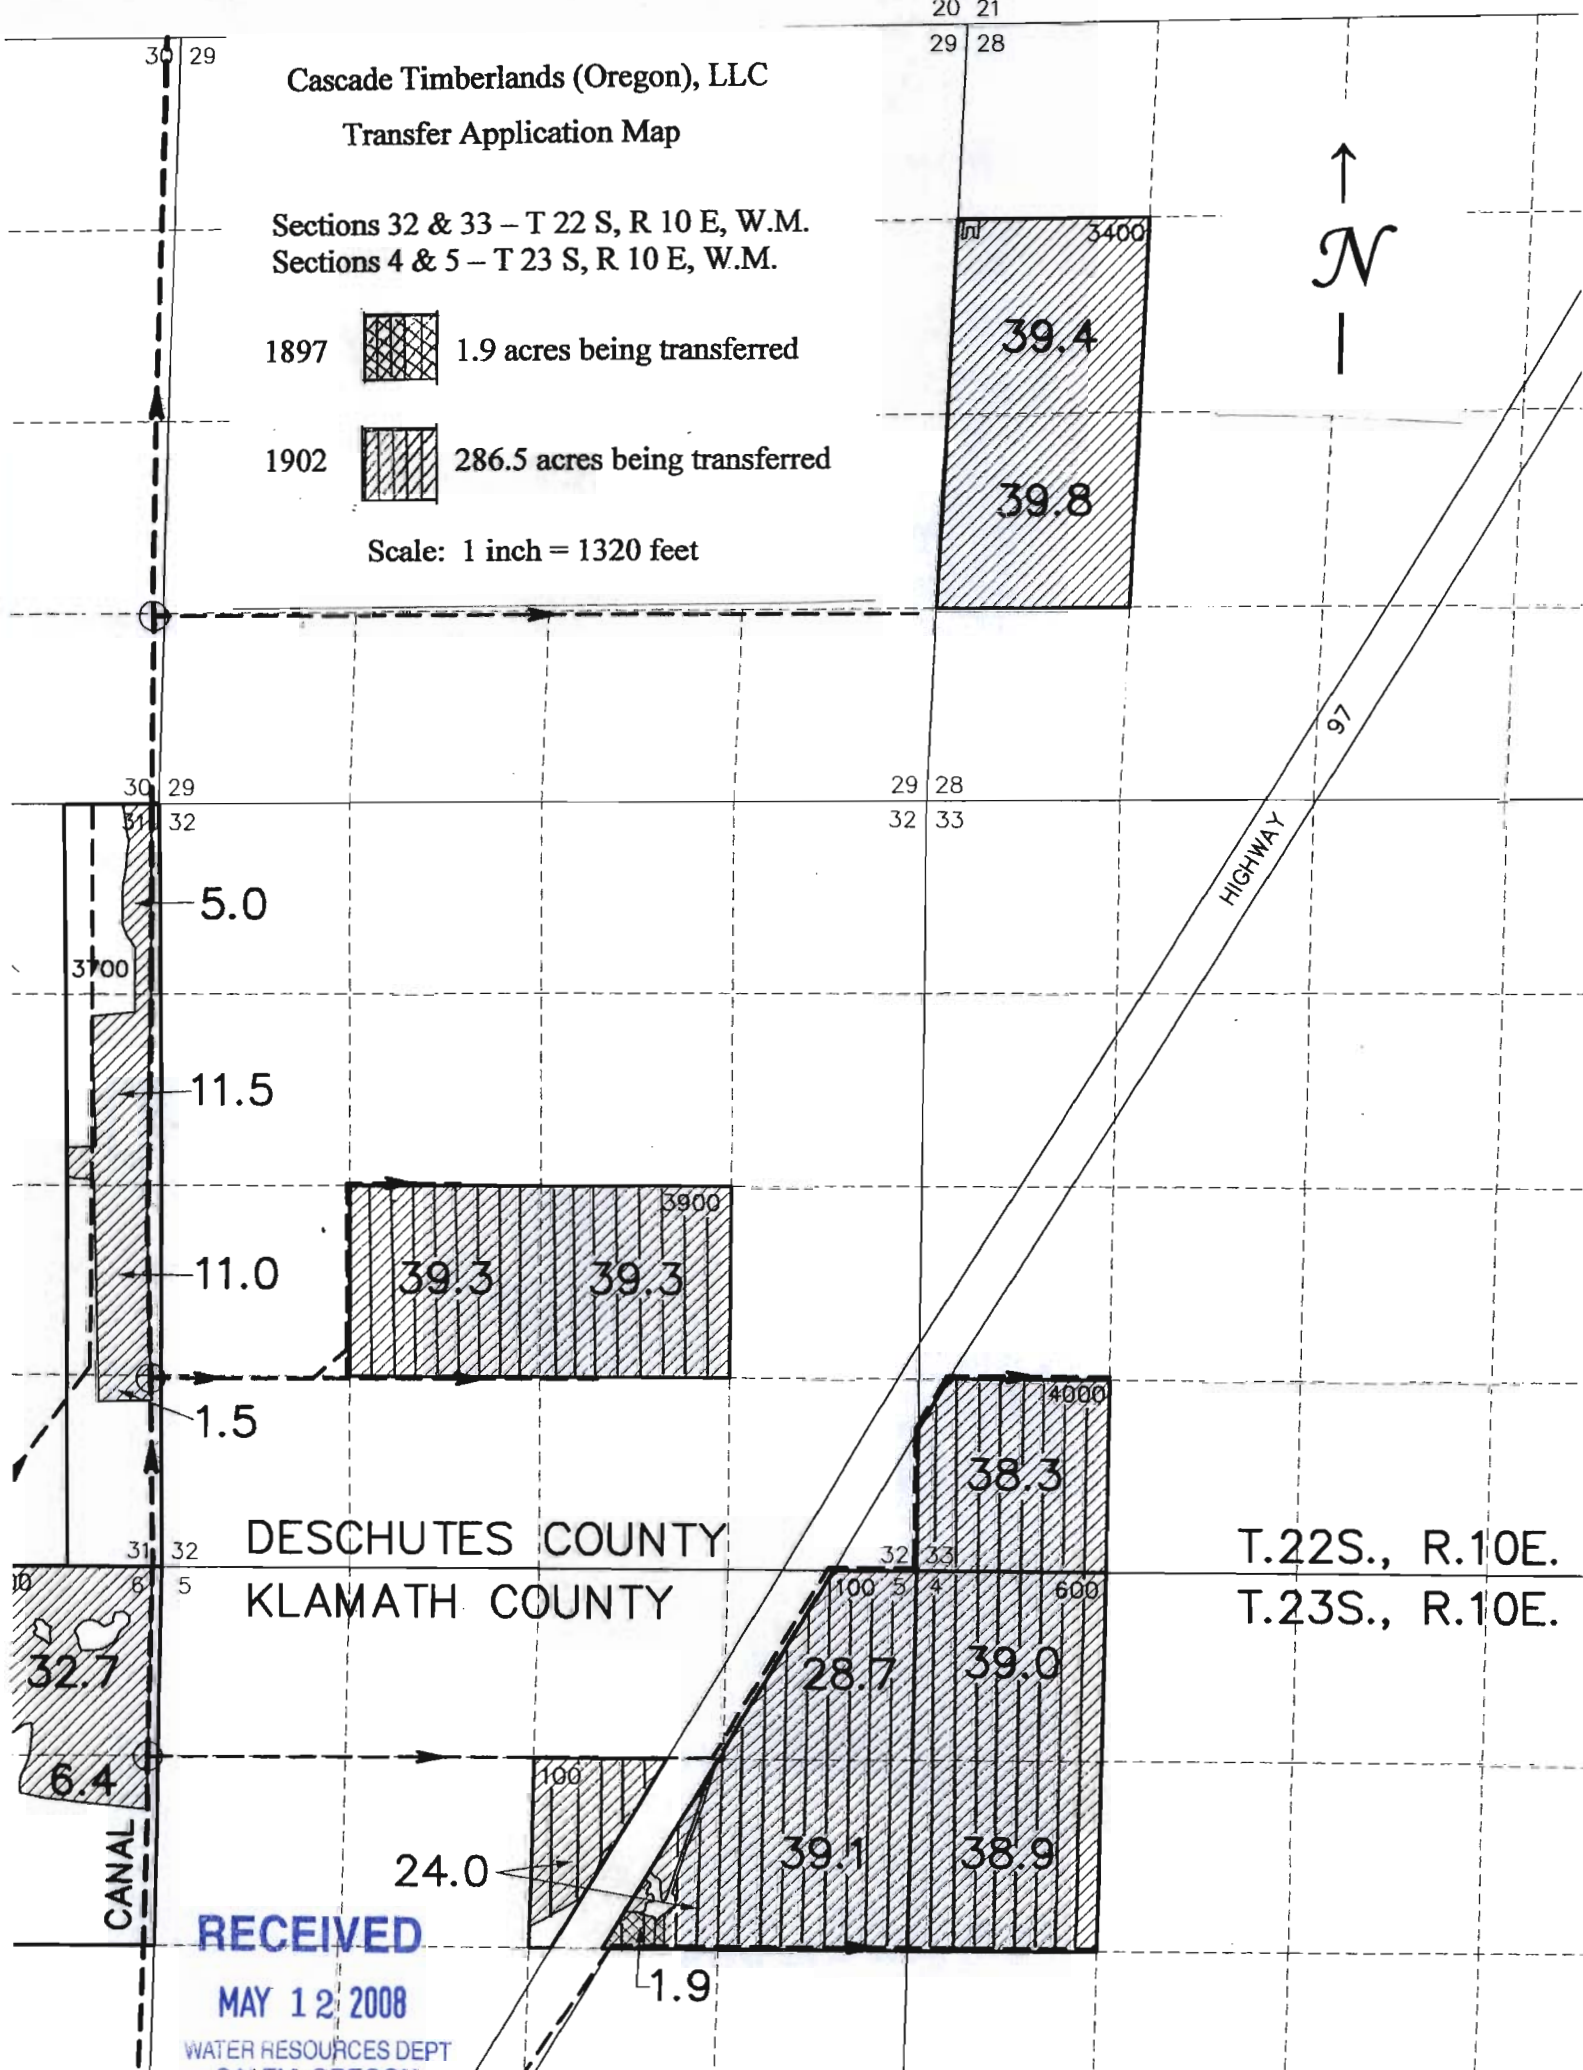 20 21
29 28
30 29
Cascade Timberlands (Oregon), LLC
Transfer Application Map
Sections 32 & 33 – T 22 S, R 10 E, W.M.
Sections 4 & 5 – T 23 S, R 10 E, W.M.
1897 1.9 acres being transferred
1902 286.5 acres being transferred
Scale: 1 inch = 1320 feet
3400
39.4
39.8
N
97
HIGHWAY
30 29
31 32
29 28
32 33
5.0
3700
11.5
3900
11.0
39.3 39.3
1.5
4000
38.3
DESCHUTES COUNTY
31 32
32 33
T.22S., R.10E.
6 5
100 5 4 600
KLAMATH COUNTY
T.23S., R.10E.
32.7
28.7 39.0
6.4
100
24.0
39.1 38.9
CANAL
1.9
RECEIVED
MAY 12 2008
WATER RESOURCES DEPT